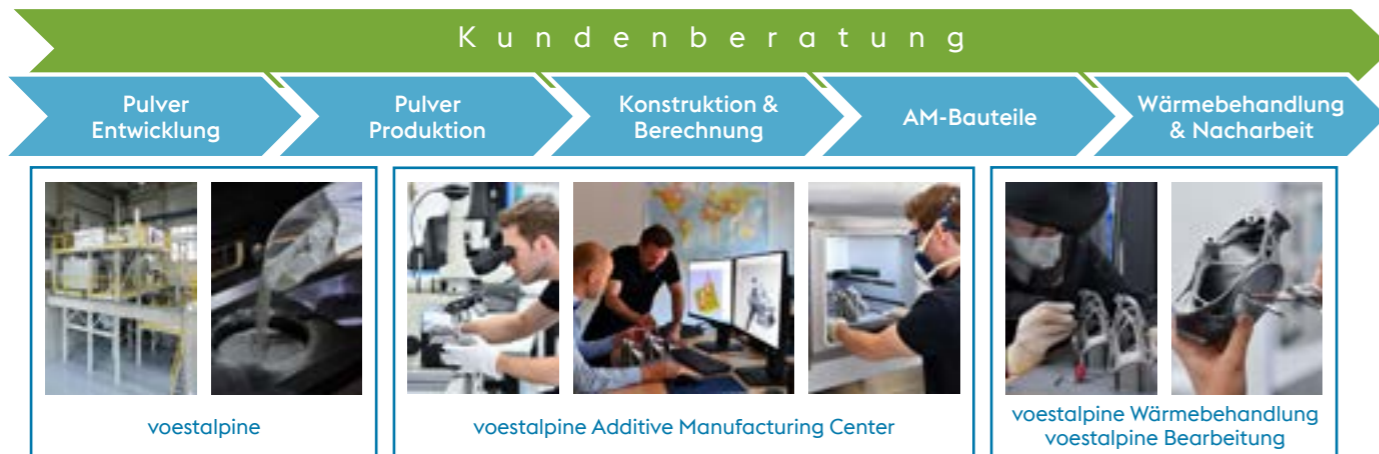 Kundenberatung
Pulver
Entwicklung
Pulver
Produktion
Konstruktion &
Berechnung
AM-Bauteile
Wärmebehandlung
& Nacharbeit
voestalpine
voestalpine Additive Manufacturing Center
voestalpine Wärmebehandlung
voestalpine Bearbeitung